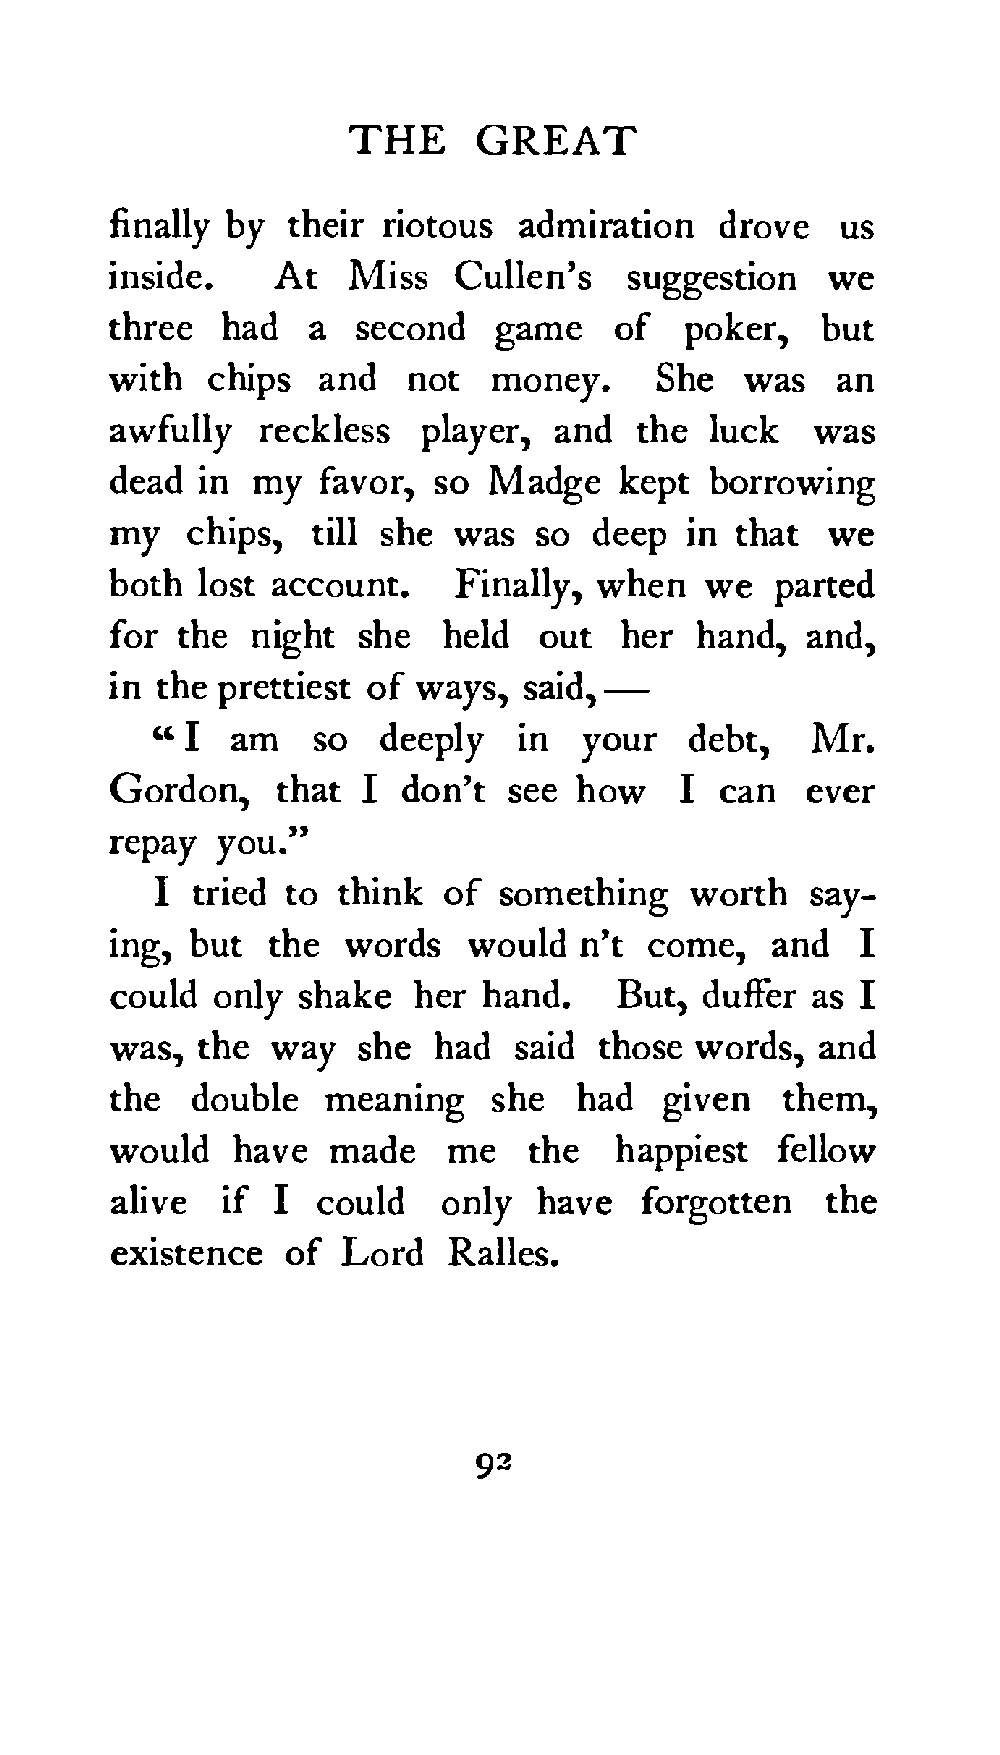 THE GREAT
finally by their riotous admiration drove us
inside. At Miss Cullen's suggestion we
three had a second game of poker, but
with chips and not money. She was an
awfully reckless player, and the luck was
dead in my favor, so Madge kept borrowing
my chips, till she was so deep in that we
both lost account. Finally, when we parted
for the night she held out her hand, and,
in the prettiest of ways, said,—
“I am so deeply in your debt, Mr.
Gordon, that I don't see how I can ever
repay you.”
I tried to think of something worth say-
ing, but the words would n't come, and I
could only shake her hand. But, duffer as I
was, the way she had said those words, and
the double meaning she had given them,
would have made me the happiest fellow
alive if I could only have forgotten the
existence of Lord Ralles.
92